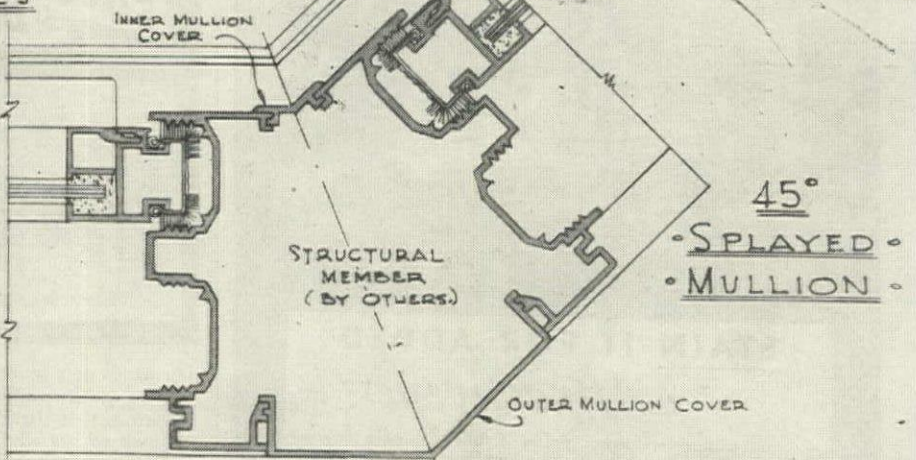 INNER MULLION
COVER
STRUCTURAL
MEMBER
(BY OTHERS.)
45°
• SPLAYED •
• MULLION •
OUTER MULLION COVER